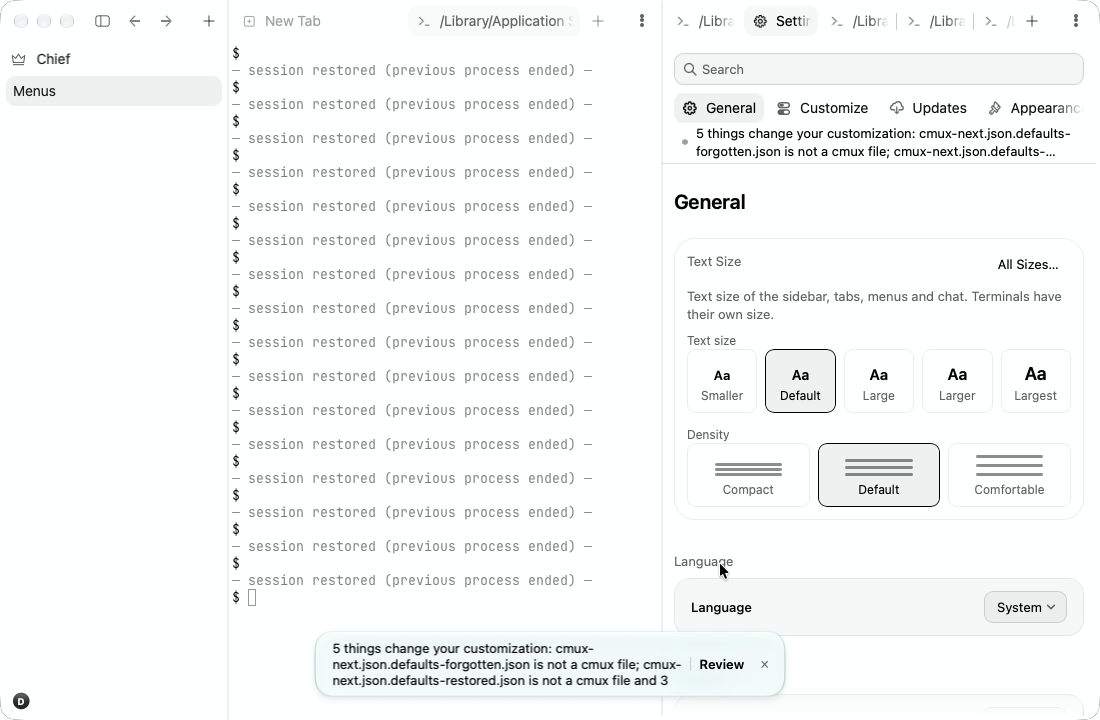 New Tab
/Library/Application S
/Libra
Settin
/Libra
/Libra
Chief
Menus
$
— session restored (previous process ended) —
$
— session restored (previous process ended) —
$
— session restored (previous process ended) —
$
— session restored (previous process ended) —
$
— session restored (previous process ended) —
$
— session restored (previous process ended) —
$
— session restored (previous process ended) —
$
— session restored (previous process ended) —
$
— session restored (previous process ended) —
$
— session restored (previous process ended) —
$
— session restored (previous process ended) —
$
— session restored (previous process ended) —
$
— session restored (previous process ended) —
$
— session restored (previous process ended) —
$
— session restored (previous process ended) —
$
— session restored (previous process ended) —
$
Search
General
Customize
Updates
Appearanc
5 things change your customization: cmux-next.json.defaults-
forgotten.json is not a cmux file; cmux-next.json.defaults-...
General
Text Size
All Sizes...
Text size of the sidebar, tabs, menus and chat. Terminals have
their own size.
Text size
Aa Aa Aa Aa Aa
Smaller Default Large Larger Largest
Density
Compact Default Comfortable
Language
Language
System
5 things change your customization: cmux-
next.json.defaults-forgotten.json is not a cmux file; cmux-
next.json.defaults-restored.json is not a cmux file and 3
Review
D